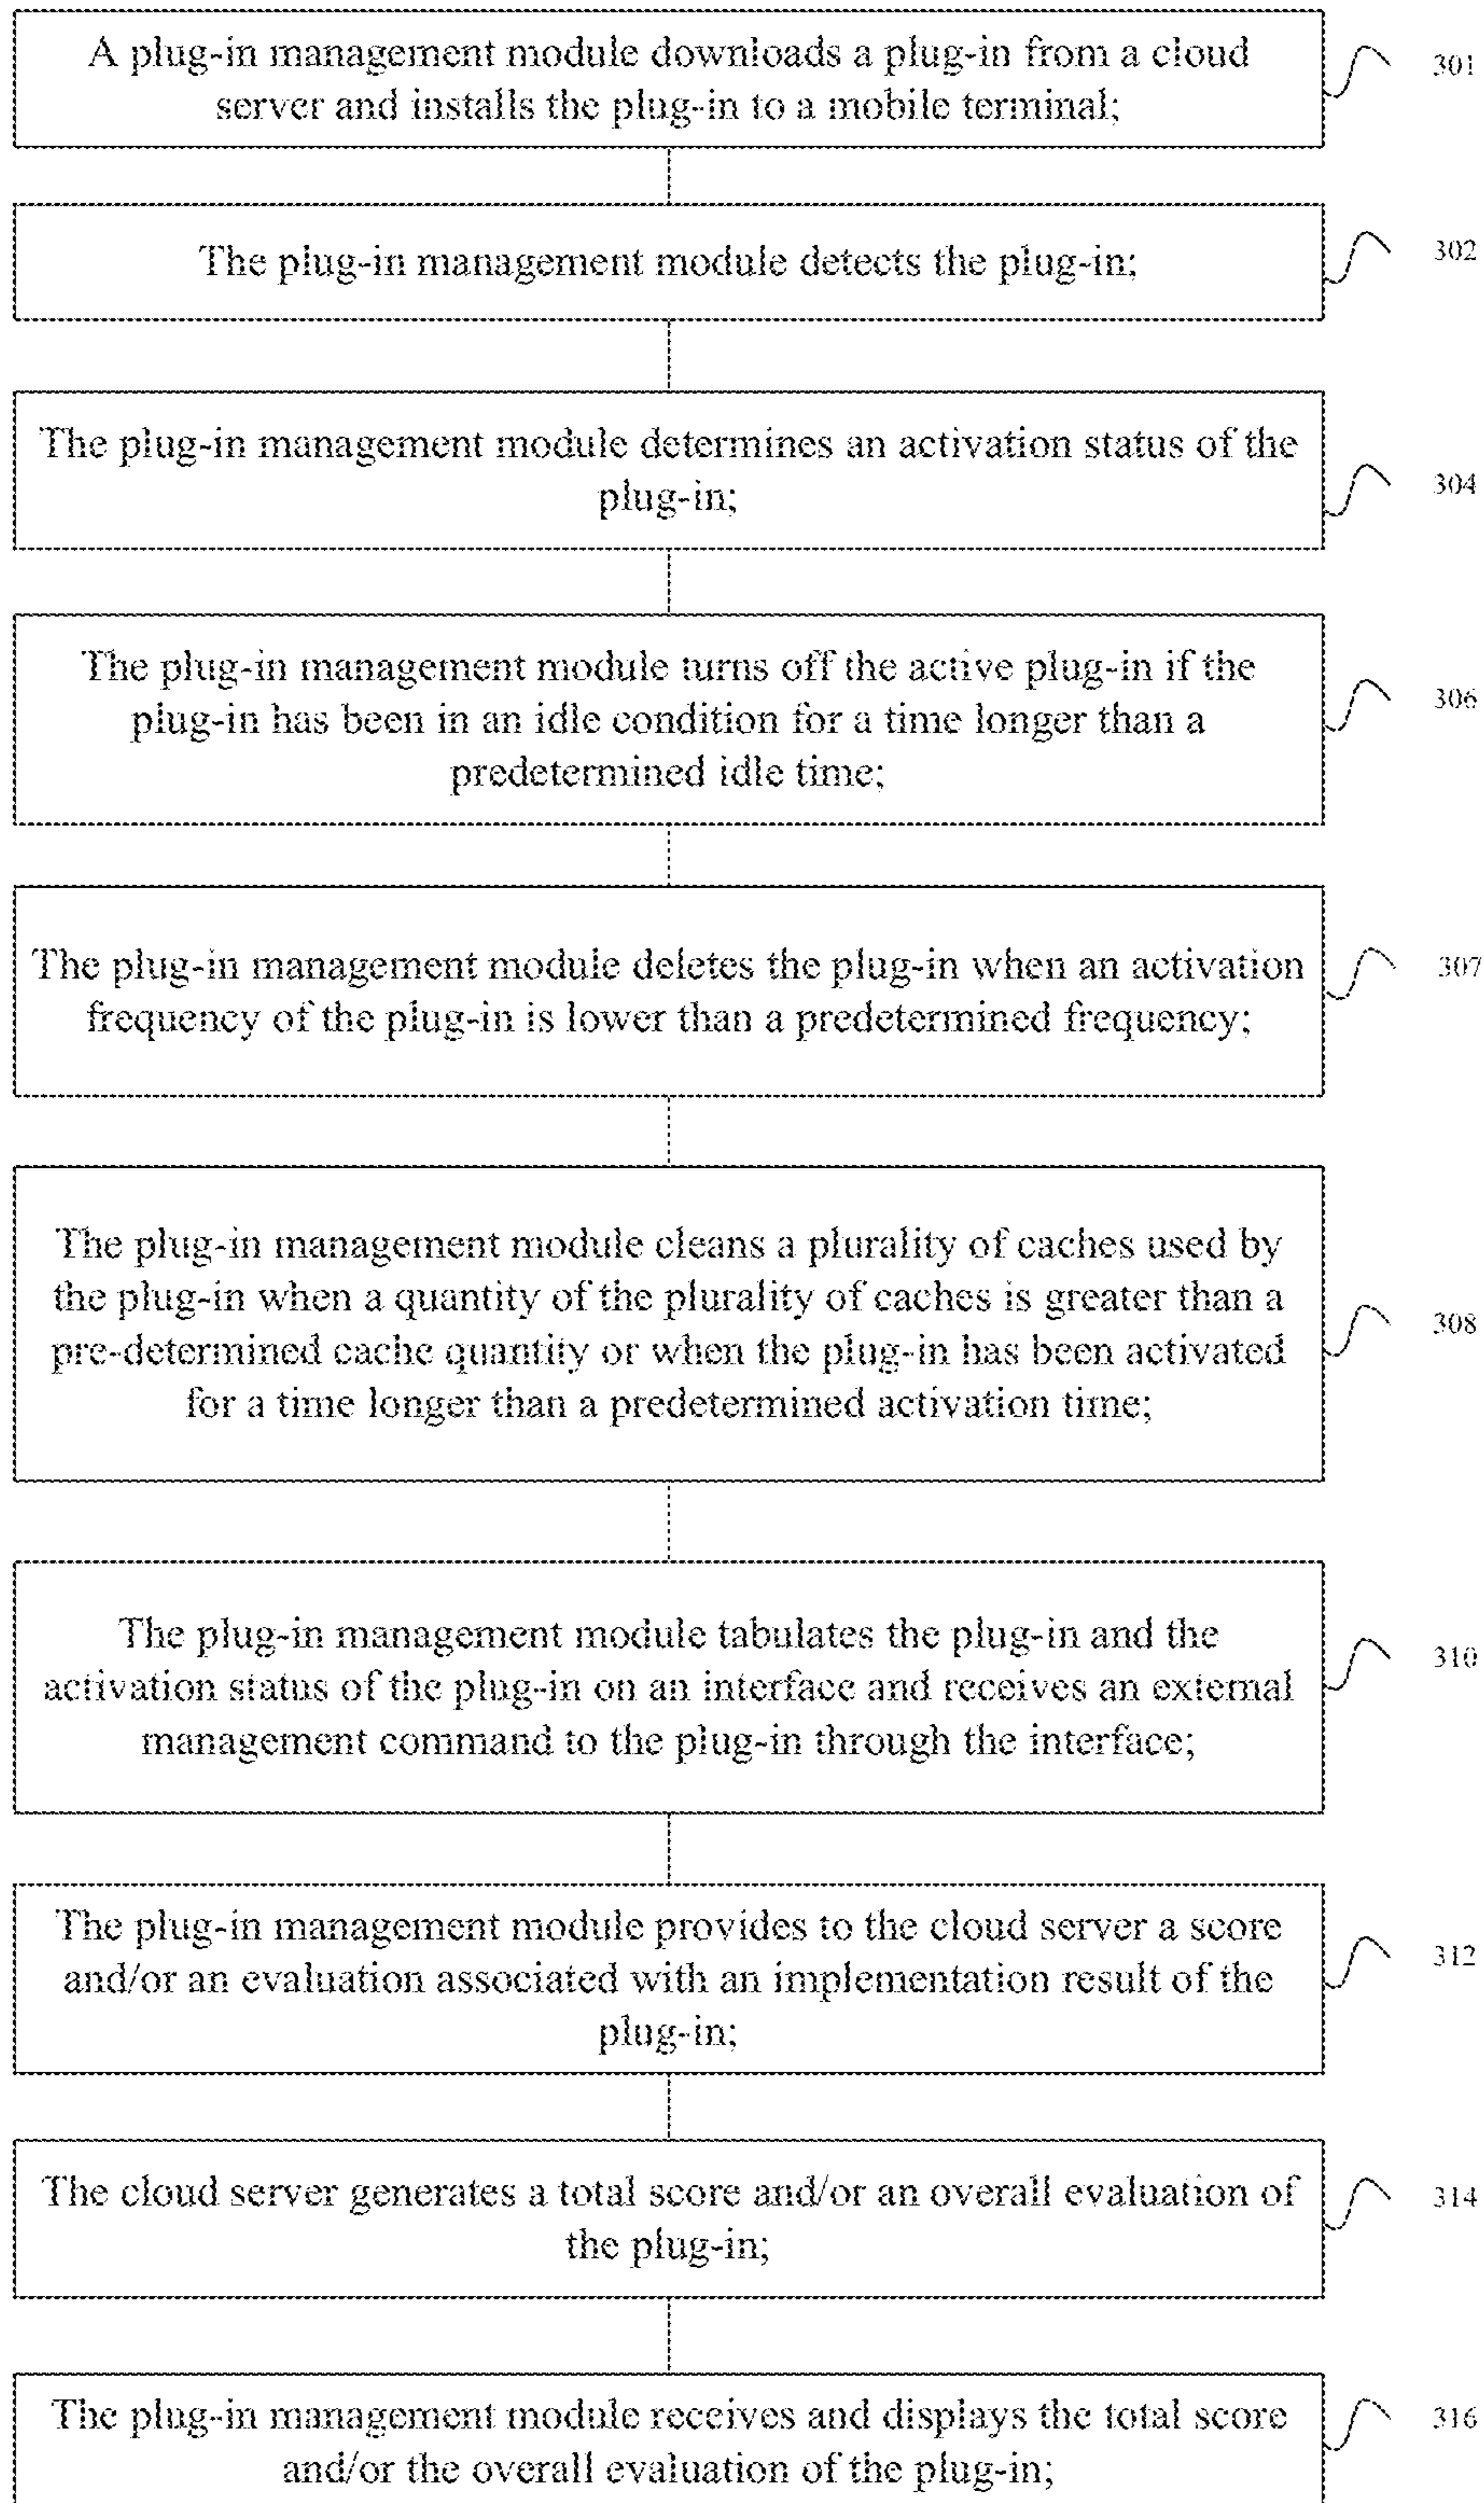 A plug-in management module downloads a plug-in from a cloud
server and installs the plug-in to a mobile terminal;
301
The plug-in management module detects the plug-in;
302
The plug-in management module determines an activation status of the
plug-in;
304
The plug-in management module turns off the active plug-in if the
plug-in has been in an idle condition for a time longer than a
predetermined idle time;
306
The plug-in management module deletes the plug-in when an activation
frequency of the plug-in is lower than a predetermined frequency;
307
The plug-in management module cleans a plurality of caches used by
the plug-in when a quantity of the plurality of caches is greater than a
pre-determined cache quantity or when the plug-in has been activated
for a time longer than a predetermined activation time;
308
The plug-in management module tabulates the plug-in and the
activation status of the plug-in on an interface and receives an external
management command to the plug-in through the interface;
310
The plug-in management module provides to the cloud server a score
and/or an evaluation associated with an implementation result of the
plug-in;
312
The cloud server generates a total score and/or an overall evaluation of
the plug-in;
314
The plug-in management module receives and displays the total score
and/or the overall evaluation of the plug-in;
316